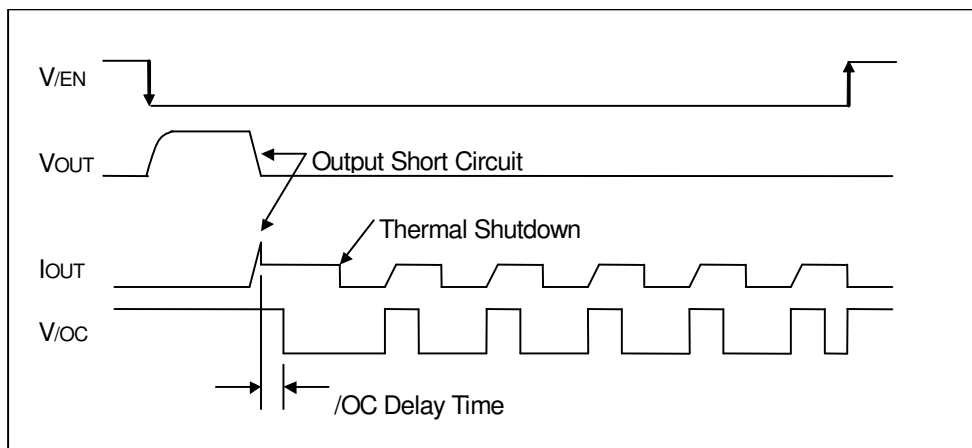 V/EN
VOUT
Output Short Circuit
Thermal Shutdown
IOUT
V/OC
/OC Delay Time